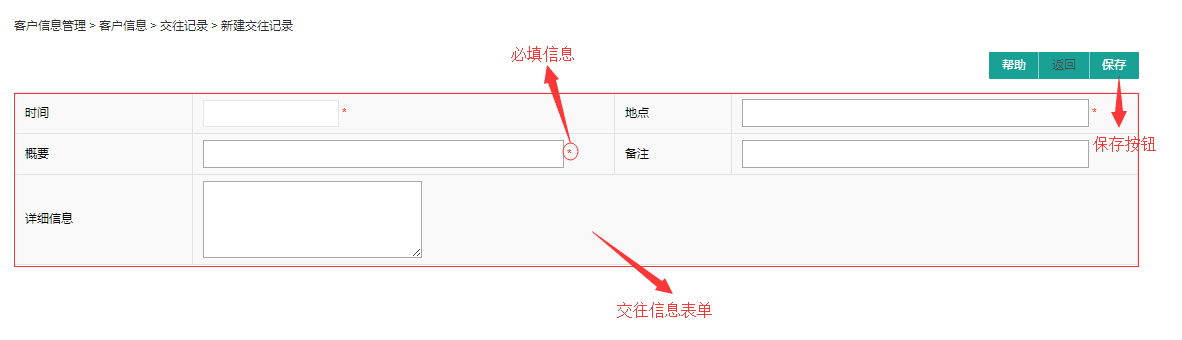 客户信息管理 > 客户信息 > 交往记录 > 新建交往记录
必填信息
帮助 返回 保存
时间 * 地点 *
保存按钮
概要 * 备注
详细信息
交往信息表单